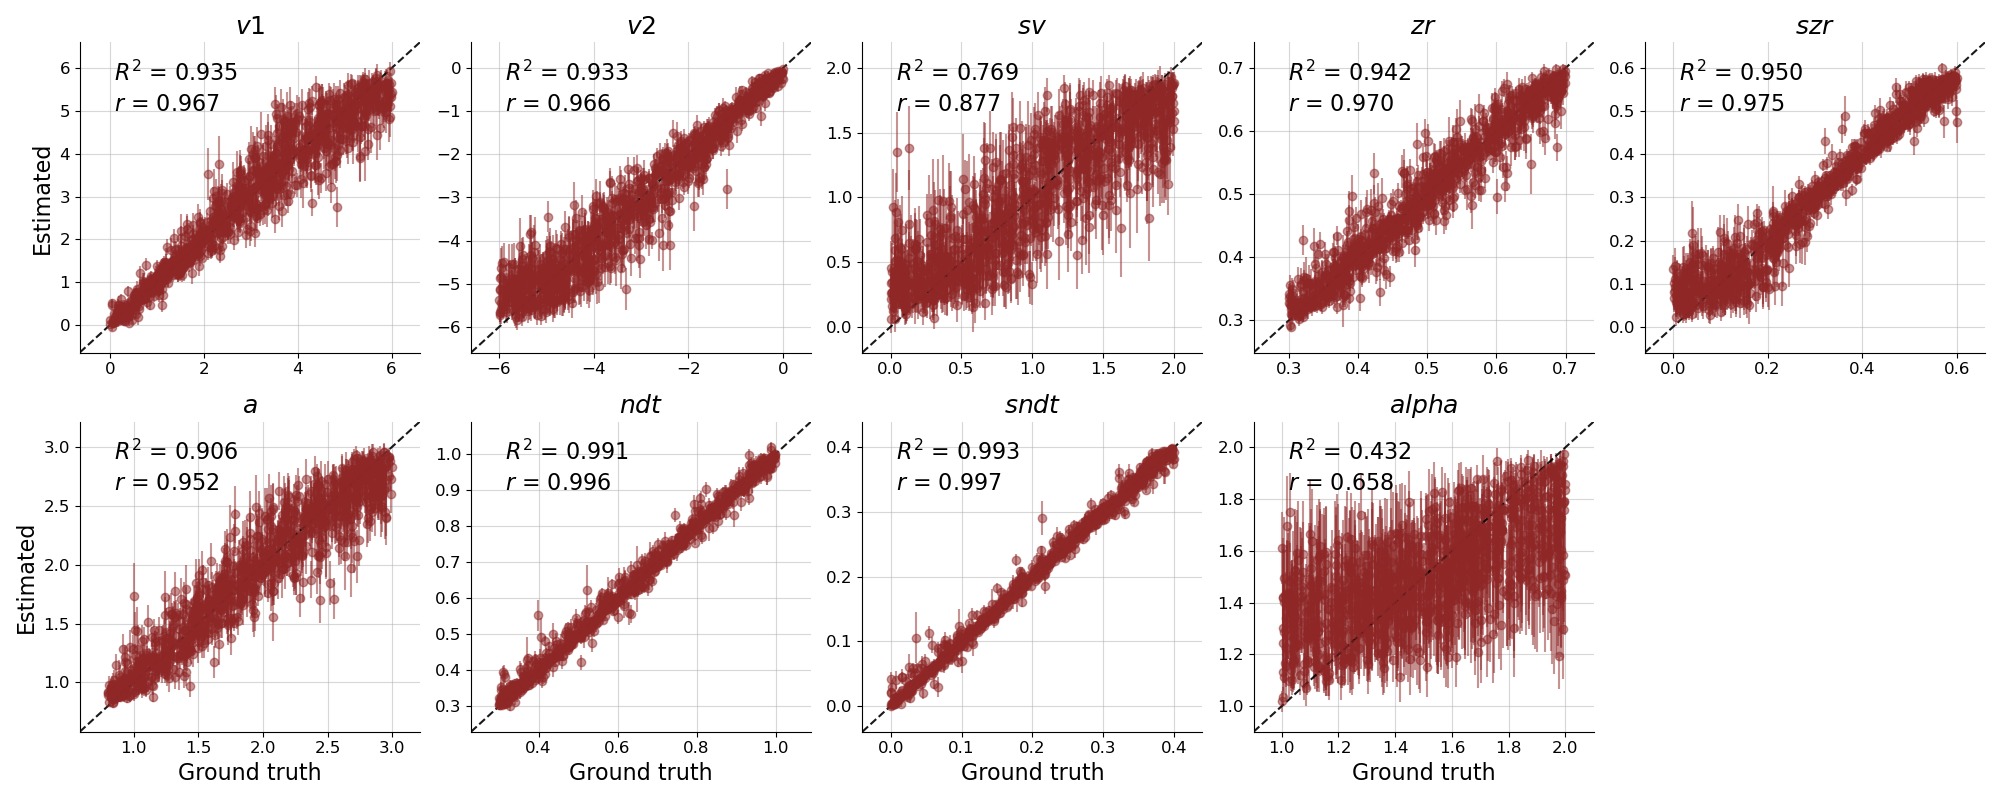 v1
R² = 0.935
r = 0.967
Estimated
6
5
4
3
2
1
0
0 2 4 6
v2
R² = 0.933
r = 0.966
0
−1
−2
−3
−4
−5
−6
−6 −4 −2 0
sv
R² = 0.769
r = 0.877
2.0
1.5
1.0
0.5
0.0
0.0 0.5 1.0 1.5 2.0
zr
R² = 0.942
r = 0.970
0.7
0.6
0.5
0.4
0.3
0.3 0.4 0.5 0.6 0.7
szr
R² = 0.950
r = 0.975
0.6
0.5
0.4
0.3
0.2
0.1
0.0
0.0 0.2 0.4 0.6
a
R² = 0.906
r = 0.952
Estimated
3.0
2.5
2.0
1.5
1.0
1.0 1.5 2.0 2.5 3.0
Ground truth
ndt
R² = 0.991
r = 0.996
1.0
0.9
0.8
0.7
0.6
0.5
0.4
0.3
0.4 0.6 0.8 1.0
Ground truth
sndt
R² = 0.993
r = 0.997
0.4
0.3
0.2
0.1
0.0
0.0 0.1 0.2 0.3 0.4
Ground truth
alpha
R² = 0.432
r = 0.658
2.0
1.8
1.6
1.4
1.2
1.0
1.0 1.2 1.4 1.6 1.8 2.0
Ground truth